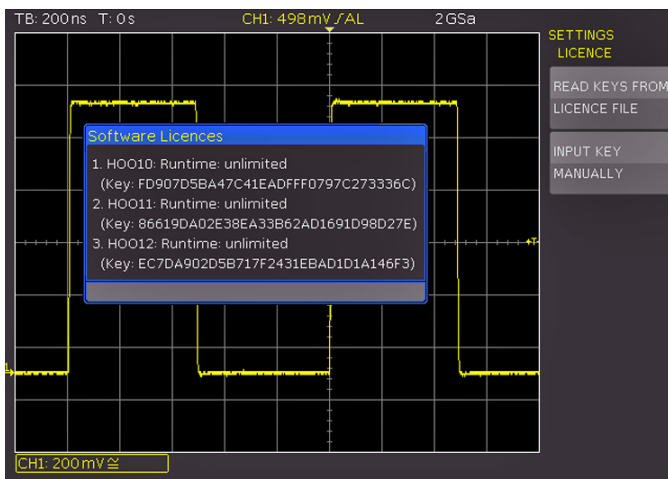 TB: 200ns T: 0s CH1: 498mV AL 2GSa
SETTINGS
LICENCE
READ KEYS FROM
LICENCE FILE
INPUT KEY
MANUALLY
Software Licences
1. HOO10: Runtime: unlimited
(Key: FD907D5BA47C41EADFFF0797C273336C)
2. HOO11: Runtime: unlimited
(Key: 86619DA02E38EA33B62AD1691D98D27E)
3. HOO12: Runtime: unlimited
(Key: EC7DA902D5B717F2431EBAD1D1A146F3)
T
1
CH1: 200mV≅